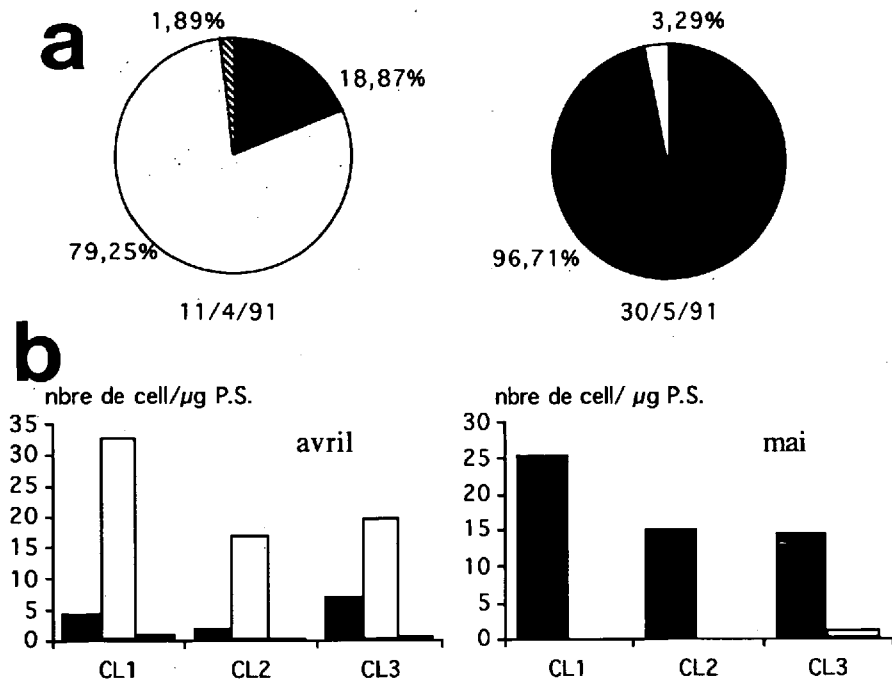 a
1,89%
18,87%
79,25%
11/4/91
3,29%
96,71%
30/5/91
b
nbre de cell/µg P.S.
avril
35
30
25
20
15
10
5
0
CL1 CL2 CL3
nbre de cell/ µg P.S.
mai
30
25
20
15
10
5
0
CL1 CL2 CL3